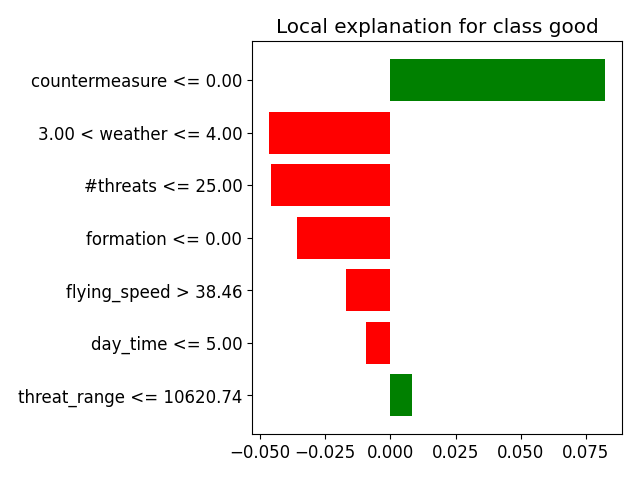 Local explanation for class good
countermeasure <= 0.00
3.00 < weather <= 4.00
#threats <= 25.00
formation <= 0.00
flying_speed > 38.46
day_time <= 5.00
threat_range <= 10620.74
−0.050 −0.025 0.000 0.025 0.050 0.075